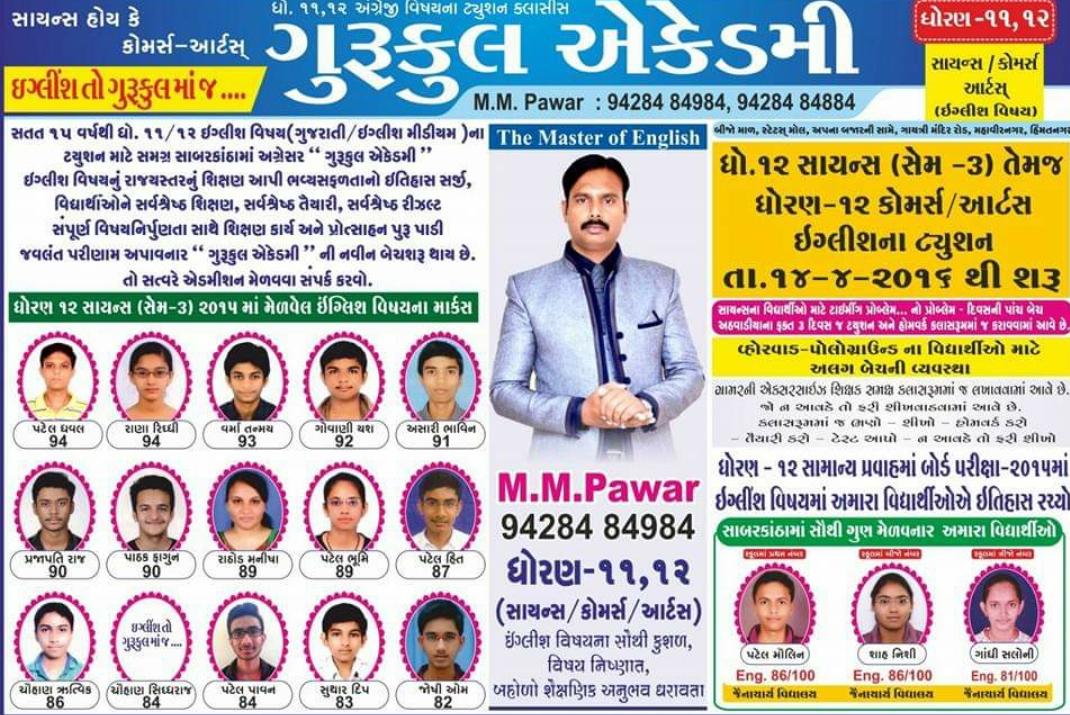 સાયન્સ હોય કે
કોમર્સ-આર્ટસ્
ઇંગ્લીંશ તો ગુરૂકુલ માં જ ....
ધો. ૧૧,૧૨ અંગ્રેજી વિષયના ટ્યુશન કલાસીસ
ગુરૂકુલ એકેડમી
M.M. Pawar : 94284 84984, 94284 84884
ધોરણ-૧૧,૧૨
સાયન્સ / કોમર્સ
આર્ટસ્
(ઇંગ્લીશ વિષય)
સતત ૧૫ વર્ષથી ધો. ૧૧/૧૨ ઇંગ્લીશ વિષય(ગુજરાતી/ઇંગ્લીશ મીડીયમ )ના
ટયુશન માટે સમગ્ર સાબરકાંઠામાં અગ્રેસર “ ગુરૂકુલ એકેડમી ”
ઇંગ્લીશ વિષયનું રાજયસ્તરનું શિક્ષણ આપી ભવ્યસફળતાનો ઇતિહાસ સર્જી,
વિદ્યાર્થીઓને સર્વશ્રેષ્ઠ શિક્ષણ, સર્વશ્રેષ્ઠ તૈયારી, સર્વશ્રેષ્ઠ રીઝલ્ટ
સંપૂર્ણ વિષયનિર્પુણતા સાથે શિક્ષણ કાર્ય અને પ્રોત્સાહન પુરૂ પાડી
જવલંત પરીણામ અપાવનાર “ ગુરૂકુલ એકેડમી ” ની નવીન બેચશરૂ થાય છે.
તો સત્વરે એડમીશન મેળવવા સંપર્ક કરવો.
ધોરણ ૧૨ સાયન્સ (સેમ-૩) ૨૦૧૫ માં મેળવેલ ઇંગ્લિશ વિષયના માર્કસ
પટેલ ધવલ
94
રાણા રિધ્ધી
94
વર્મા તન્મય
93
ગોવાણી યશ
92
અસારી ભાવિન
91
પ્રજાપતિ રાજ
90
પાઠક ફાગુન
90
રાઠોડ મનીષા
89
પટેલ ભૂમિ
89
પટેલ હિત
87
ચૌહાણ ઋત્વિક
86
ઇંગ્લીંશ તો
ગુરૂકુલ માં જ ....
ચૌહાણ સિધ્ધરાજ
84
પટેલ પાવન
84
સુથાર દિપ
83
જોષી ઓમ
82
The Master of English
M.M.Pawar
94284 84984
ધોરણ-૧૧,૧૨
(સાયન્સ/કોમર્સ/આર્ટસ)
ઇંગ્લીશ વિષયના સૌથી કુશળ,
વિષય નિષ્ણાત,
બહોળો શૈક્ષણિક અનુભવ ધરાવતા
બીજો માળ, સ્ટેટસ્ મોલ, અપના બજારની સામે, ગાયત્રી મંદિર રોડ, મહાવીરનગર, હિંમતનગર
ધો.૧૨ સાયન્સ (સેમ -૩) તેમજ
ધોરણ-૧૨ કોમર્સ/આર્ટસ
ઇંગ્લીશના ટ્યુશન
તા.૧૪-૪-૨૦૧૬ થી શરૂ
સાયન્સના વિદ્યાર્થીઓ માટે ટાઇમીંગ પ્રોબ્લેમ... નો પ્રોબ્લેમ - દિવસની પાંચ બેચ
અઠવાડીયાના ફક્ત ૩ દિવસ જ ટયુશન અને હોમવર્ક કલાસરૂમમાં જ કરાવવામાં આવે છે.
વ્હોરવાડ-પોલોગ્રાઉન્ડ ના વિદ્યાર્થીઓ માટે
અલગ બેચની વ્યવસ્થા
ગ્રામરની એકસરસાઇઝ શિક્ષક સમક્ષ કલાસરૂમમાં જ લખાવવામાં આવે છે.
જો ન આવડે તો ફરી શીખવાડવામાં આવે છે.
કલાસરૂમમાં જ ભણો - શીખો - હોમવર્ક કરો
- તૈયારી કરો - ટેસ્ટ આપો - ન આવડે તો ફરી શીખો
ધોરણ - ૧૨ સામાન્ય પ્રવાહમાં બોર્ડ પરીક્ષા-૨૦૧૫માં
ઇંગ્લીંશ વિષયમાં અમારા વિદ્યાર્થીઓએ ઈતિહાસ રચ્યો
સાબરકાંઠામાં સૌથી ગુણ મેળવનાર અમારા વિદ્યાર્થીઓ
સ્કુલમાં પ્રથમ નંબર
સ્કુલમાં બીજો નંબર
સ્કુલમાં ત્રીજો નંબર
પટેલ મૌલિન
શાહ નિશી
ગાંધી સલોની
Eng. 86/100
Eng. 86/100
Eng. 81/100
જૈનાચાર્ય વિદ્યાલય
જૈનાચાર્ય વિદ્યાલય
જૈનાચાર્ય વિદ્યાલય